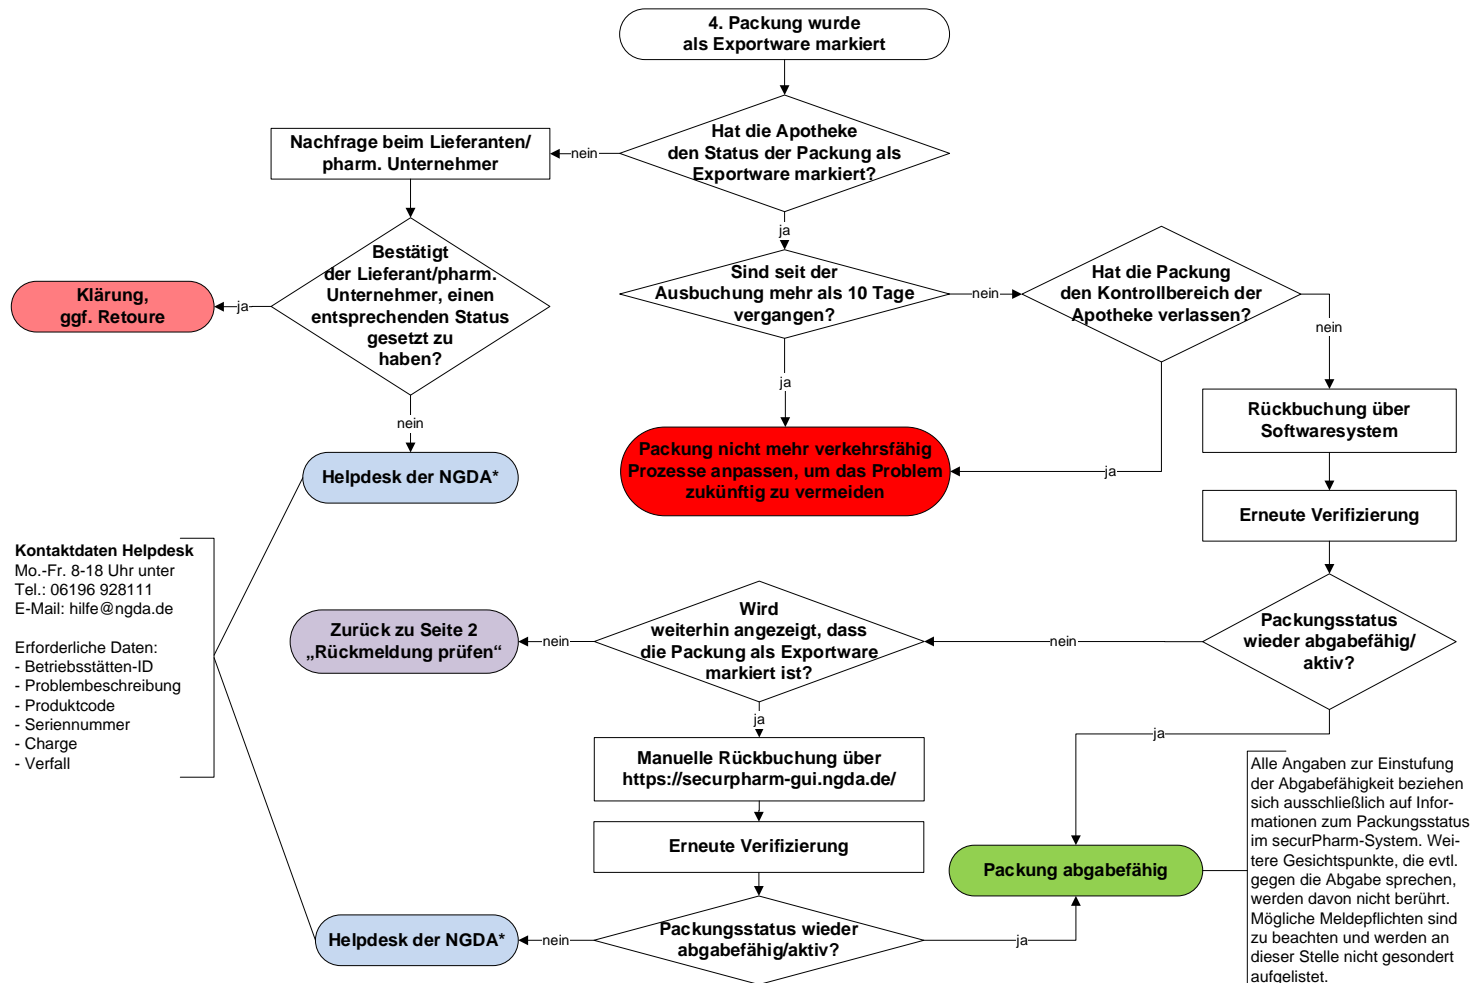 4. Packung wurde
als Exportware markiert
Hat die Apotheke
den Status der Packung als
Exportware markiert?
nein
Nachfrage beim Lieferanten/
pharm. Unternehmer
ja
Bestätigt
der Lieferant/pharm.
Unternehmer, einen
entsprechenden Status
gesetzt zu
haben?
ja
Klärung,
ggf. Retoure
nein
Helpdesk der NGDA*
Sind seit der
Ausbuchung mehr als 10 Tage
vergangen?
nein
Hat die Packung
den Kontrollbereich der
Apotheke verlassen?
nein
ja
Packung nicht mehr verkehrsfähig
Prozesse anpassen, um das Problem
zukünftig zu vermeiden
ja
Rückbuchung über
Softwaresystem
Erneute Verifizierung
Packungsstatus
wieder abgabefähig/
aktiv?
nein
ja
Wird
weiterhin angezeigt, dass
die Packung als Exportware
markiert ist?
nein
Zurück zu Seite 2
„Rückmeldung prüfen“
ja
Manuelle Rückbuchung über
https://securpharm-gui.ngda.de/
Erneute Verifizierung
Packungsstatus wieder
abgabefähig/aktiv?
nein
Helpdesk der NGDA*
ja
Packung abgabefähig
Kontaktdaten Helpdesk
Mo.-Fr. 8-18 Uhr unter
Tel.: 06196 928111
E-Mail: hilfe@ngda.de
Erforderliche Daten:
- Betriebsstätten-ID
- Problembeschreibung
- Produktcode
- Seriennummer
- Charge
- Verfall
Alle Angaben zur Einstufung
der Abgabefähigkeit beziehen
sich ausschließlich auf Infor-
mationen zum Packungsstatus
im securPharm-System. Wei-
tere Gesichtspunkte, die evtl.
gegen die Abgabe sprechen,
werden davon nicht berührt.
Mögliche Meldepflichten sind
zu beachten und werden an
dieser Stelle nicht gesondert
aufgelistet.